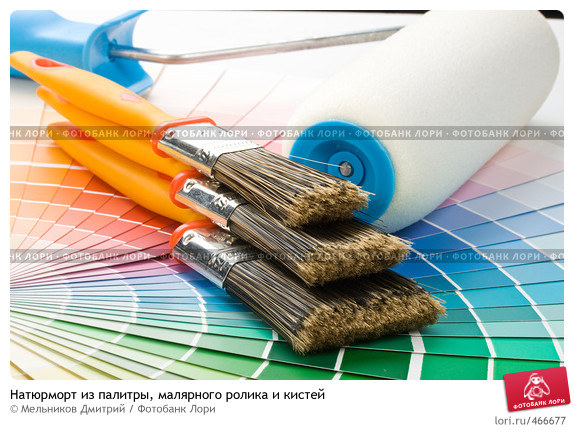 ФОТОБАНК ЛОРИ · ФОТОБАНК ЛОРИ · ФОТОБАНК ЛОРИ · ФОТОБАНК ЛОРИ · ФОТОБАНК ЛОРИ
ФОТОБАНК ЛОРИ · ФОТОБАНК ЛОРИ · ФОТОБАНК ЛОРИ · ФОТОБАНК ЛОРИ · ФОТОБАНК ЛОРИ
Натюрморт из палитры, малярного ролика и кистей
© Мельников Дмитрий / Фотобанк Лори
ФОТОБАНК ЛОРИ
lori.ru/466677